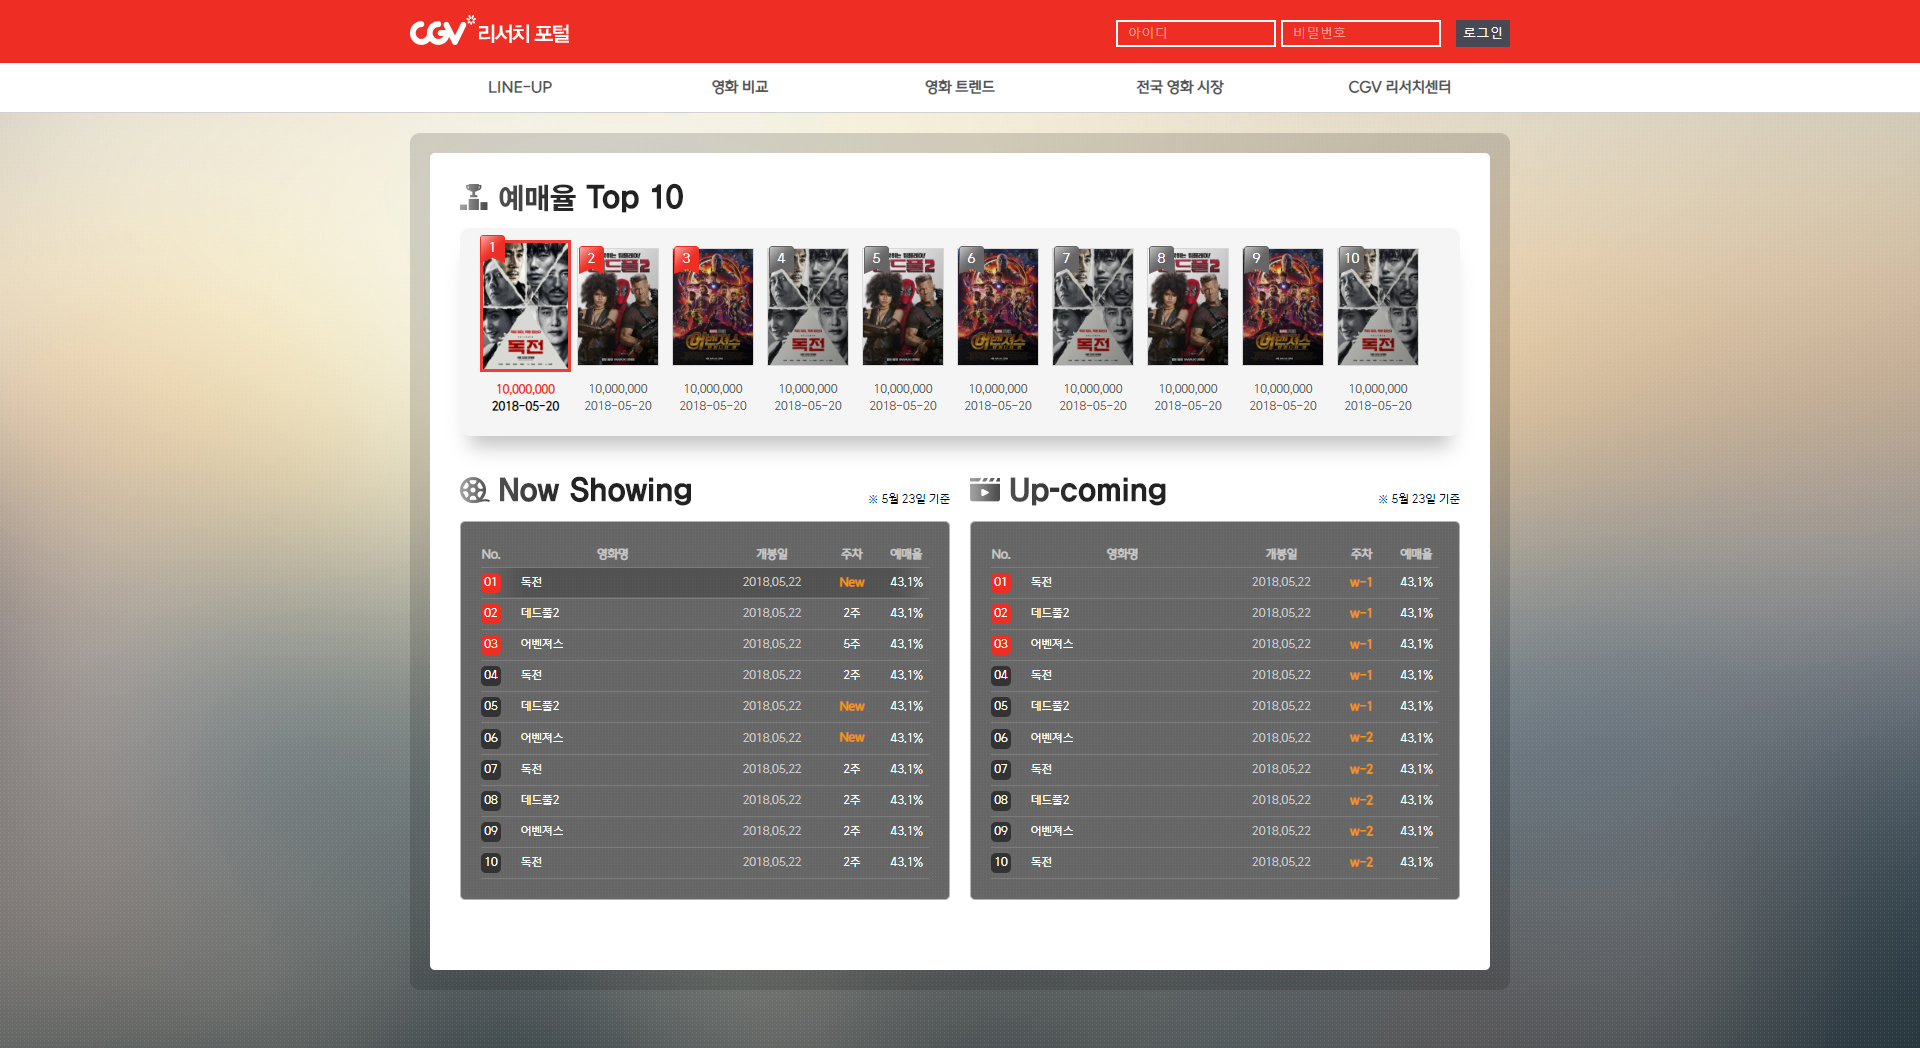 CGV 리서치 포털
아이디 비밀번호 로그인
LINE-UP 영화 비교 영화 트렌드 전국 영화 시장 CGV 리서치센터
예매율 Top 10
1 2 3 4 5 6 7 8 9 10
독전 드풀2 독전 드풀2 독전 드풀2 독전
10,000,000 10,000,000 10,000,000 10,000,000 10,000,000 10,000,000 10,000,000 10,000,000 10,000,000 10,000,000
2018-05-20 2018-05-20 2018-05-20 2018-05-20 2018-05-20 2018-05-20 2018-05-20 2018-05-20 2018-05-20 2018-05-20
Now Showing ※ 5월 23일 기준
No. 영화명 개봉일 주차 예매율
01 독전 2018.05.22 New 43.1%
02 데드풀2 2018.05.22 2주 43.1%
03 어벤져스 2018.05.22 5주 43.1%
04 독전 2018.05.22 2주 43.1%
05 데드풀2 2018.05.22 New 43.1%
06 어벤져스 2018.05.22 New 43.1%
07 독전 2018.05.22 2주 43.1%
08 데드풀2 2018.05.22 2주 43.1%
09 어벤져스 2018.05.22 2주 43.1%
10 독전 2018.05.22 2주 43.1%
Up-coming ※ 5월 23일 기준
No. 영화명 개봉일 주차 예매율
01 독전 2018.05.22 w-1 43.1%
02 데드풀2 2018.05.22 w-1 43.1%
03 어벤져스 2018.05.22 w-1 43.1%
04 독전 2018.05.22 w-1 43.1%
05 데드풀2 2018.05.22 w-1 43.1%
06 어벤져스 2018.05.22 w-2 43.1%
07 독전 2018.05.22 w-2 43.1%
08 데드풀2 2018.05.22 w-2 43.1%
09 어벤져스 2018.05.22 w-2 43.1%
10 독전 2018.05.22 w-2 43.1%